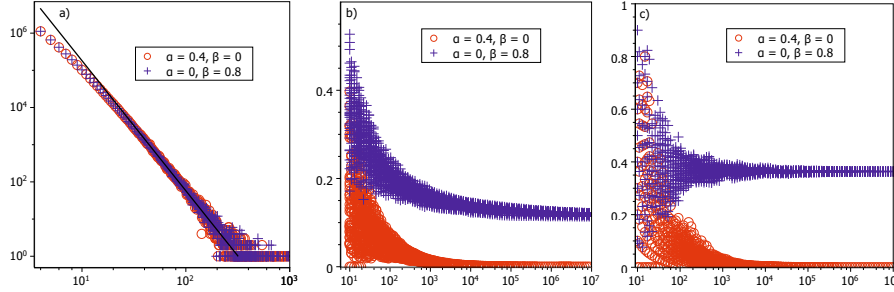 a)
α = 0.4, β = 0
α = 0, β = 0.8
10⁶
10⁴
10²
10⁰
10¹ 10² 10³
b)
α = 0.4, β = 0
α = 0, β = 0.8
0.4
0.2
0
10⁰ 10¹ 10² 10³ 10⁴ 10⁵ 10⁶ 10⁷
c)
α = 0.4, β = 0
α = 0, β = 0.8
1
0.8
0.6
0.4
0.2
0
10¹ 10² 10³ 10⁴ 10⁵ 10⁶ 10⁷